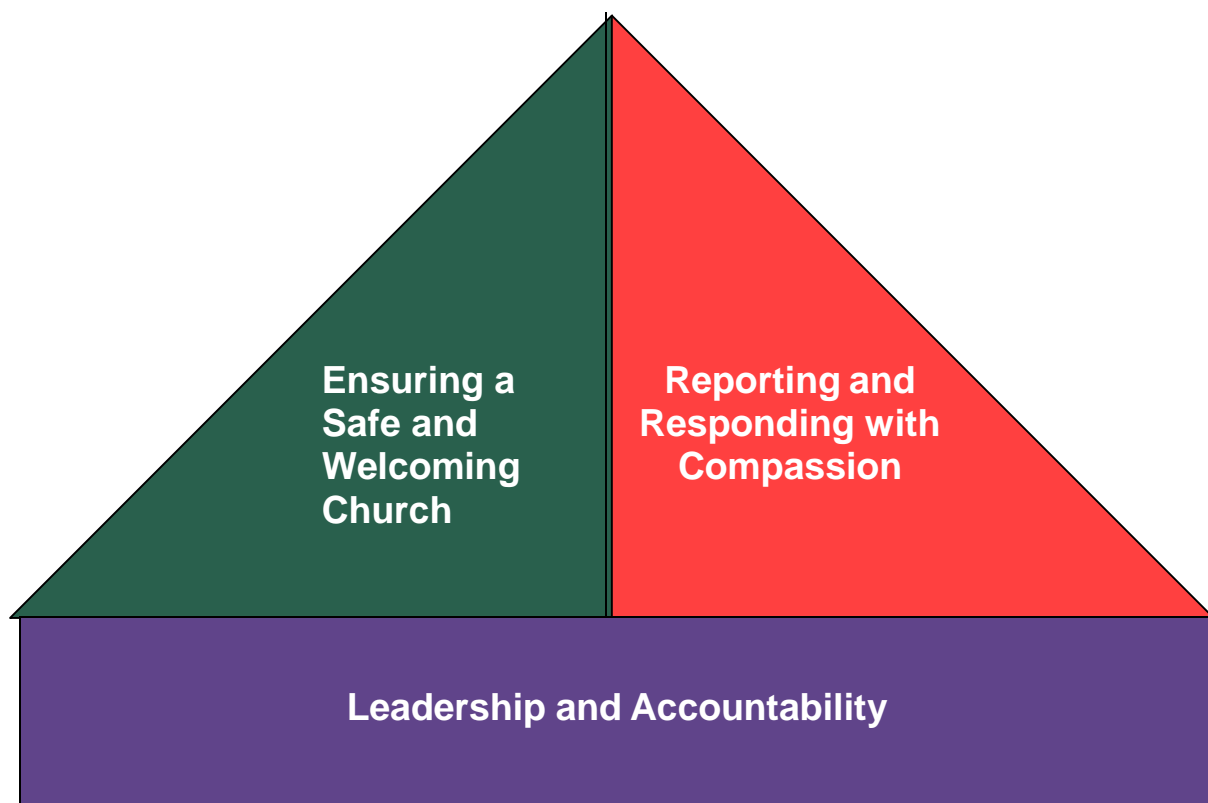 Ensuring a
Safe and
Welcoming
Church
Reporting and
Responding with
Compassion
Leadership and Accountability